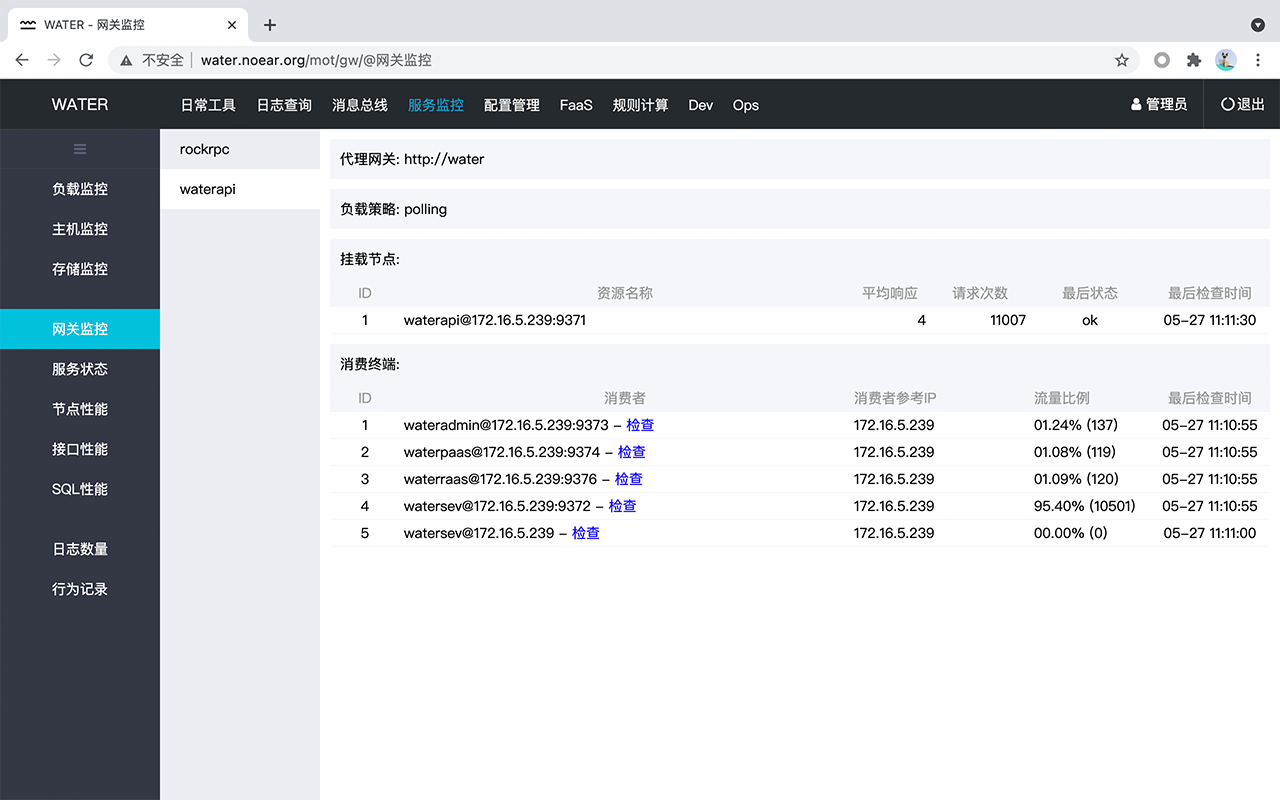 WATER - 网关监控
不安全 | water.noear.org/mot/gw/@网关监控
WATER 日常工具 日志查询 消息总线 服务监控 配置管理 FaaS 规则计算 Dev Ops 管理员 退出
负载监控
主机监控
存储监控
网关监控
服务状态
节点性能
接口性能
SQL性能
日志数量
行为记录
rockrpc
waterapi
代理网关: http://water
负载策略: polling
挂载节点:
ID 资源名称 平均响应 请求次数 最后状态 最后检查时间
1 waterapi@172.16.5.239:9371 4 11007 ok 05-27 11:11:30
消费终端:
ID 消费者 消费者参考IP 流量比例 最后检查时间
1 wateradmin@172.16.5.239:9373 - 检查 172.16.5.239 01.24% (137) 05-27 11:10:55
2 waterpaas@172.16.5.239:9374 - 检查 172.16.5.239 01.08% (119) 05-27 11:10:55
3 waterraas@172.16.5.239:9376 - 检查 172.16.5.239 01.09% (120) 05-27 11:10:55
4 watersev@172.16.5.239:9372 - 检查 172.16.5.239 95.40% (10501) 05-27 11:10:55
5 watersev@172.16.5.239 - 检查 172.16.5.239 00.00% (0) 05-27 11:11:00